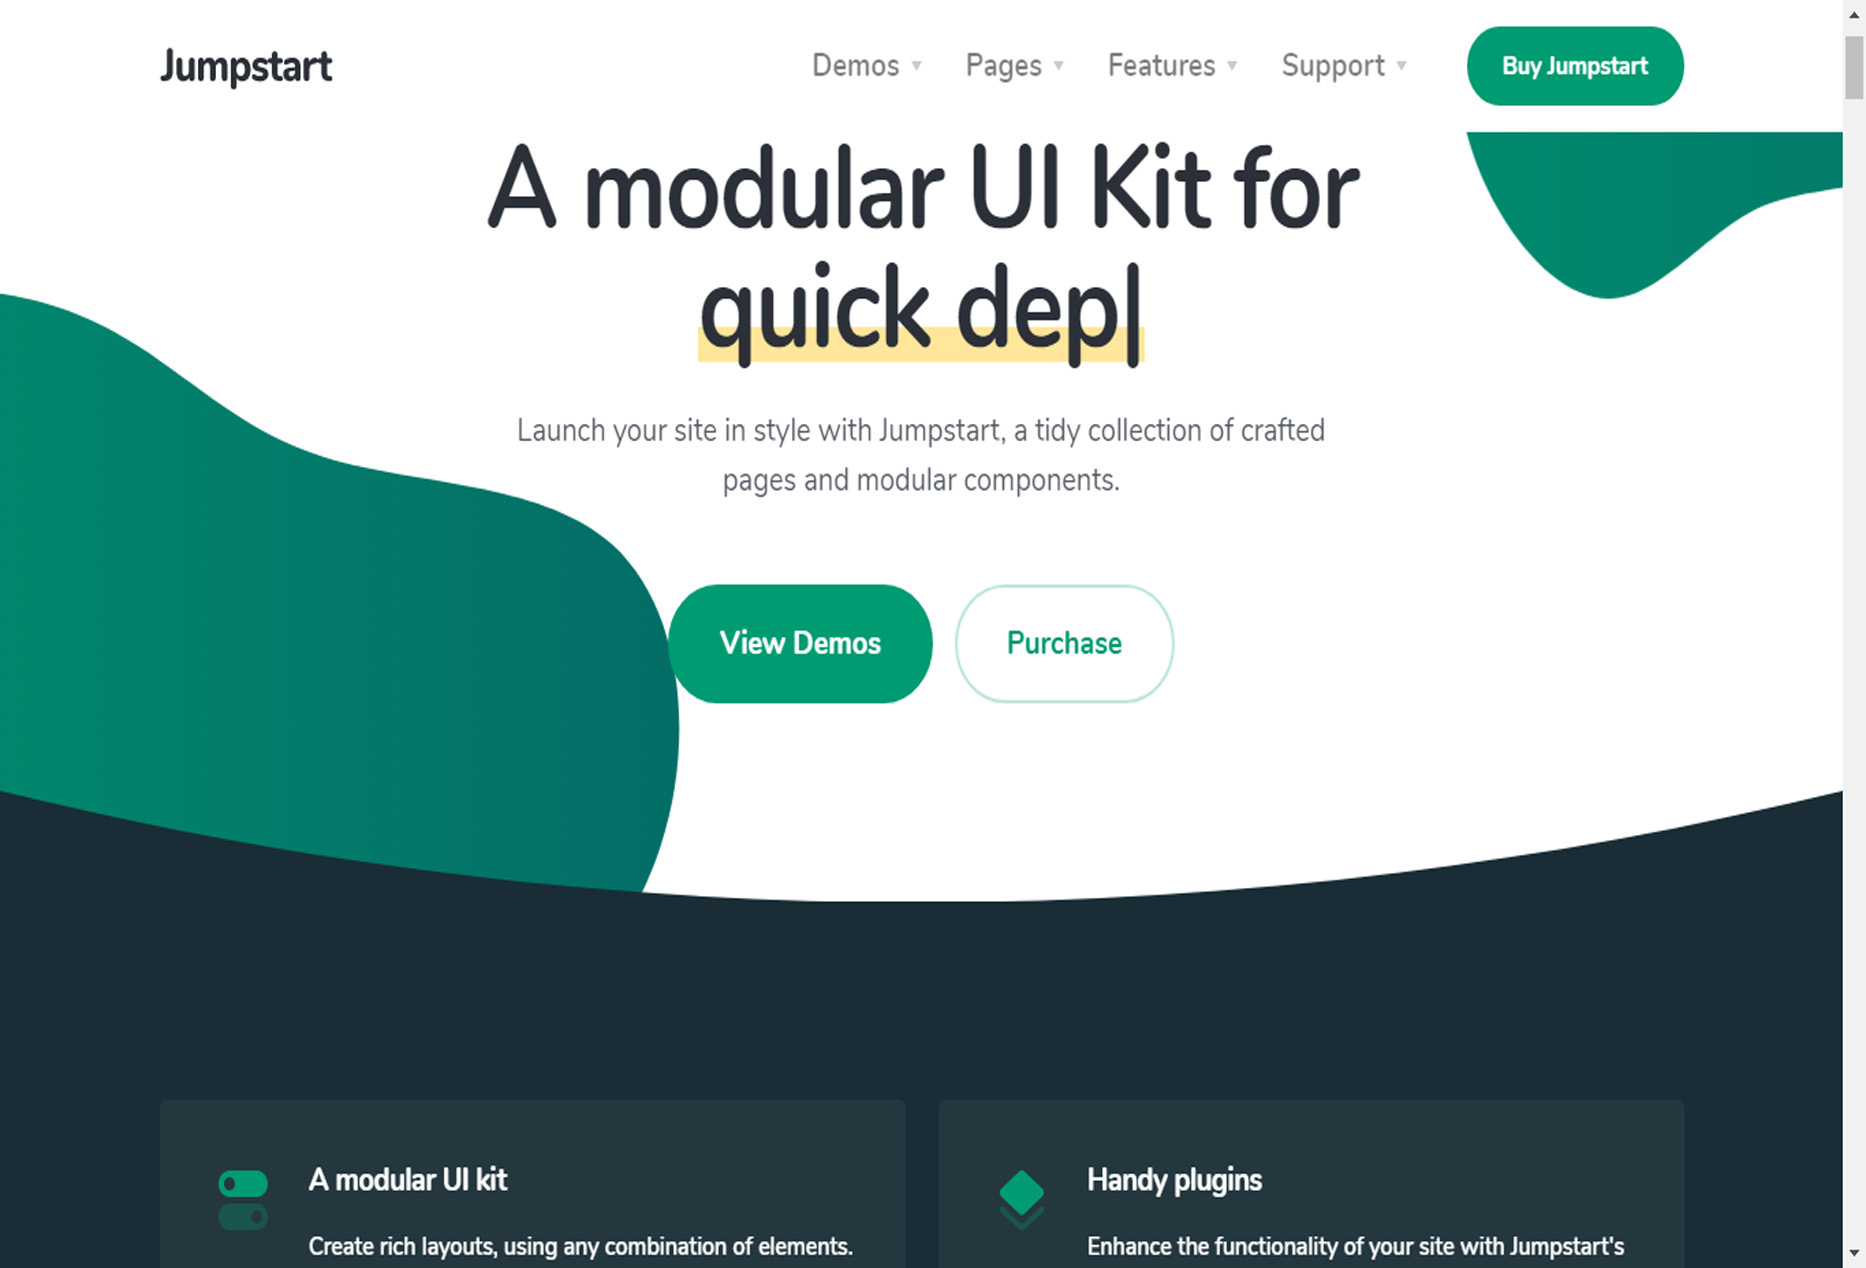 Jumpstart
Demos
Pages
Features
Support
Buy Jumpstart
A modular UI Kit for
quick dep|
Launch your site in style with Jumpstart, a tidy collection of crafted
pages and modular components.
View Demos
Purchase
A modular UI kit
Create rich layouts, using any combination of elements.
Handy plugins
Enhance the functionality of your site with Jumpstart's